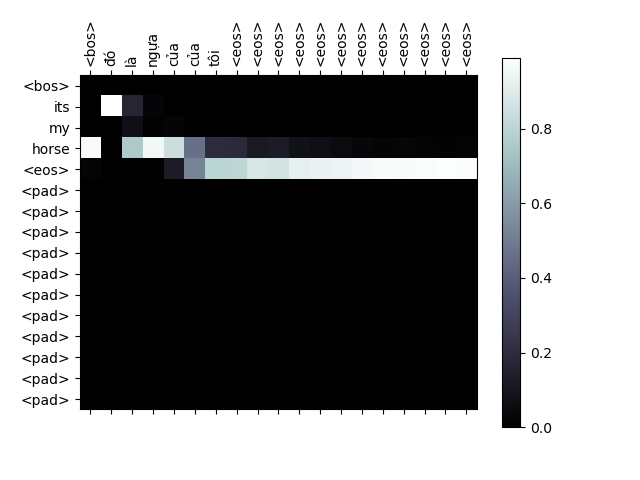 <bos> đó là ngựa của của tôi <eos> <eos> <eos> <eos> <eos> <eos> <eos> <eos> <eos> <eos> <eos> <eos>
<bos>
its
my
horse
<eos>
<pad>
<pad>
<pad>
<pad>
<pad>
<pad>
<pad>
<pad>
<pad>
<pad>
<pad>
0.8
0.6
0.4
0.2
0.0